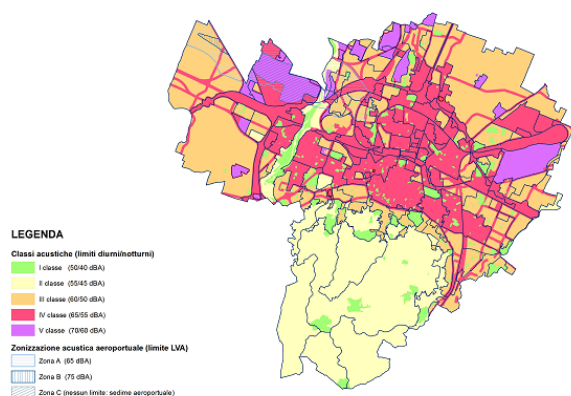 LEGENDA
Classi acustiche (limiti diurni/notturni)
I classe (50/40 dBA)
II classe (55/45 dBA)
III classe (60/50 dBA)
IV classe (65/55 dBA)
V classe (70/60 dBA)
Zonizzazione acustica aeroportuale (limite LVA)
Zona A (65 dBA)
Zona B (75 dBA)
Zona C (nessun limite: sedime aeroportuale)